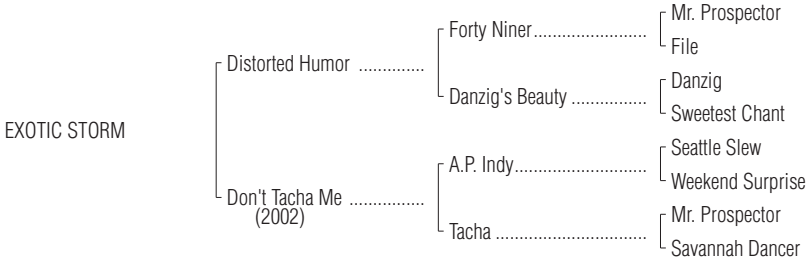 Mr. Prospector
Forty Niner........................
File
Distorted Humor ..............
Danzig
Danzig's Beauty ................
Sweetest Chant
EXOTIC STORM
Seattle Slew
A.P. Indy............................
Weekend Surprise
Don't Tacha Me ................
(2002)
Mr. Prospector
Tacha ................................
Savannah Dancer